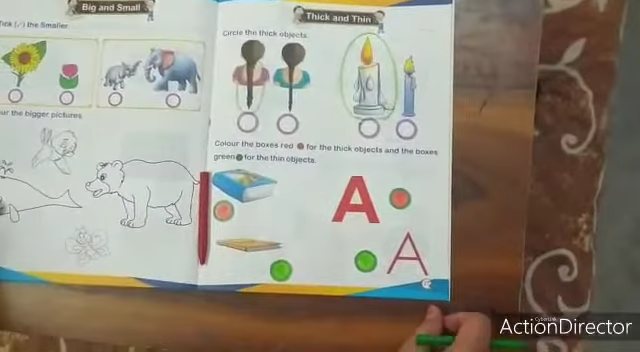 Big and Small
Tick (✓) the Smaller.
the bigger pictures.
Thick and Thin
Circle the thick objects.
Colour the boxes red for the thick objects and the boxes
green for the thin objects.
A
A
CyberLink
ActionDirector